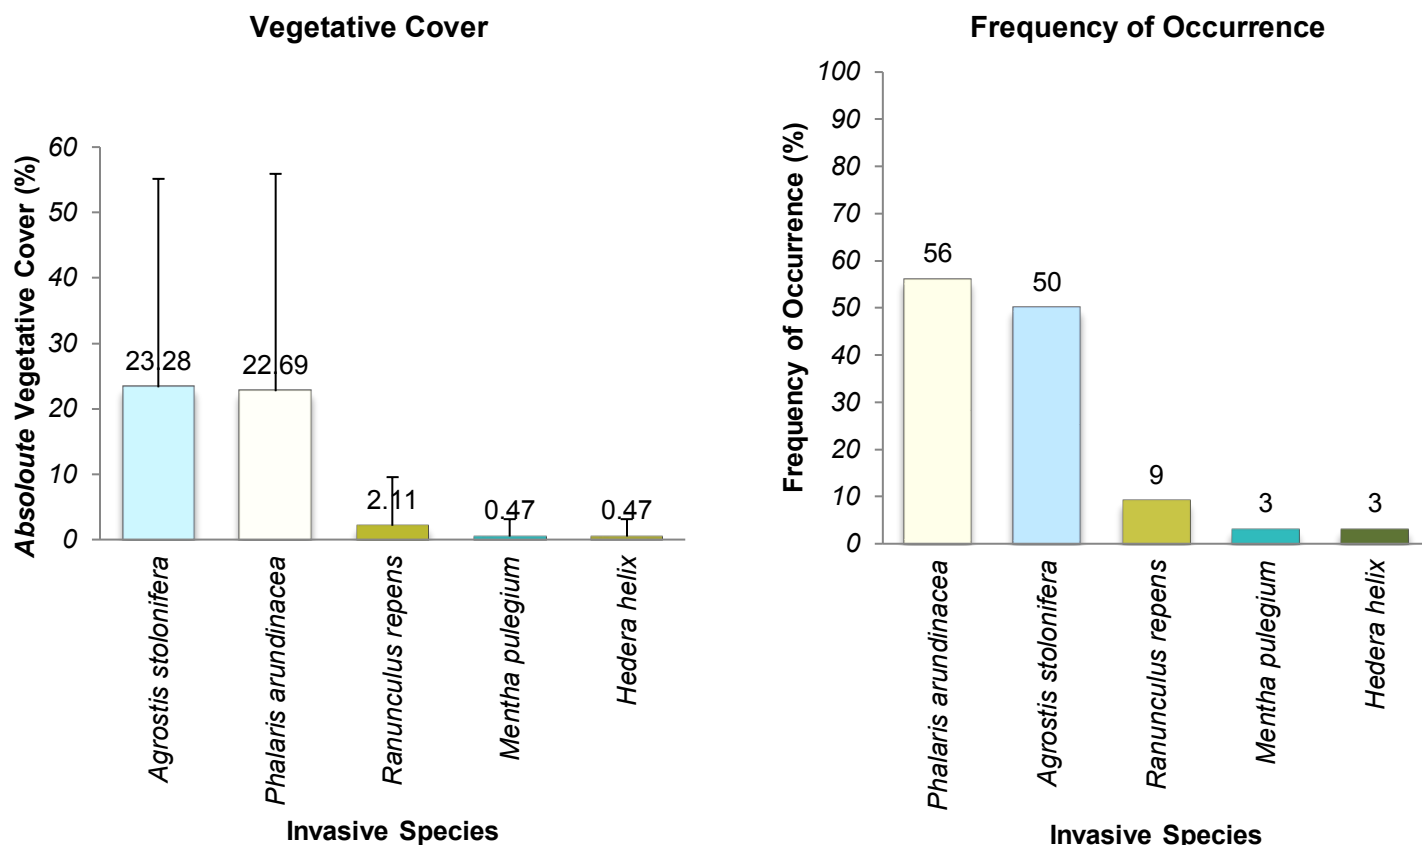 Vegetative Cover
Absoloute Vegetative Cover (%)
60
50
40
30
20
10
0
23.28
22.69
2.11
0.47
0.47
Agrostis stolonifera
Phalaris arundinacea
Ranunculus repens
Mentha pulegium
Hedera helix
Invasive Species
Frequency of Occurrence
Frequency of Occurrence (%)
100
90
80
70
60
50
40
30
20
10
0
56
50
9
3
3
Phalaris arundinacea
Agrostis stolonifera
Ranunculus repens
Mentha pulegium
Hedera helix
Invasive Species